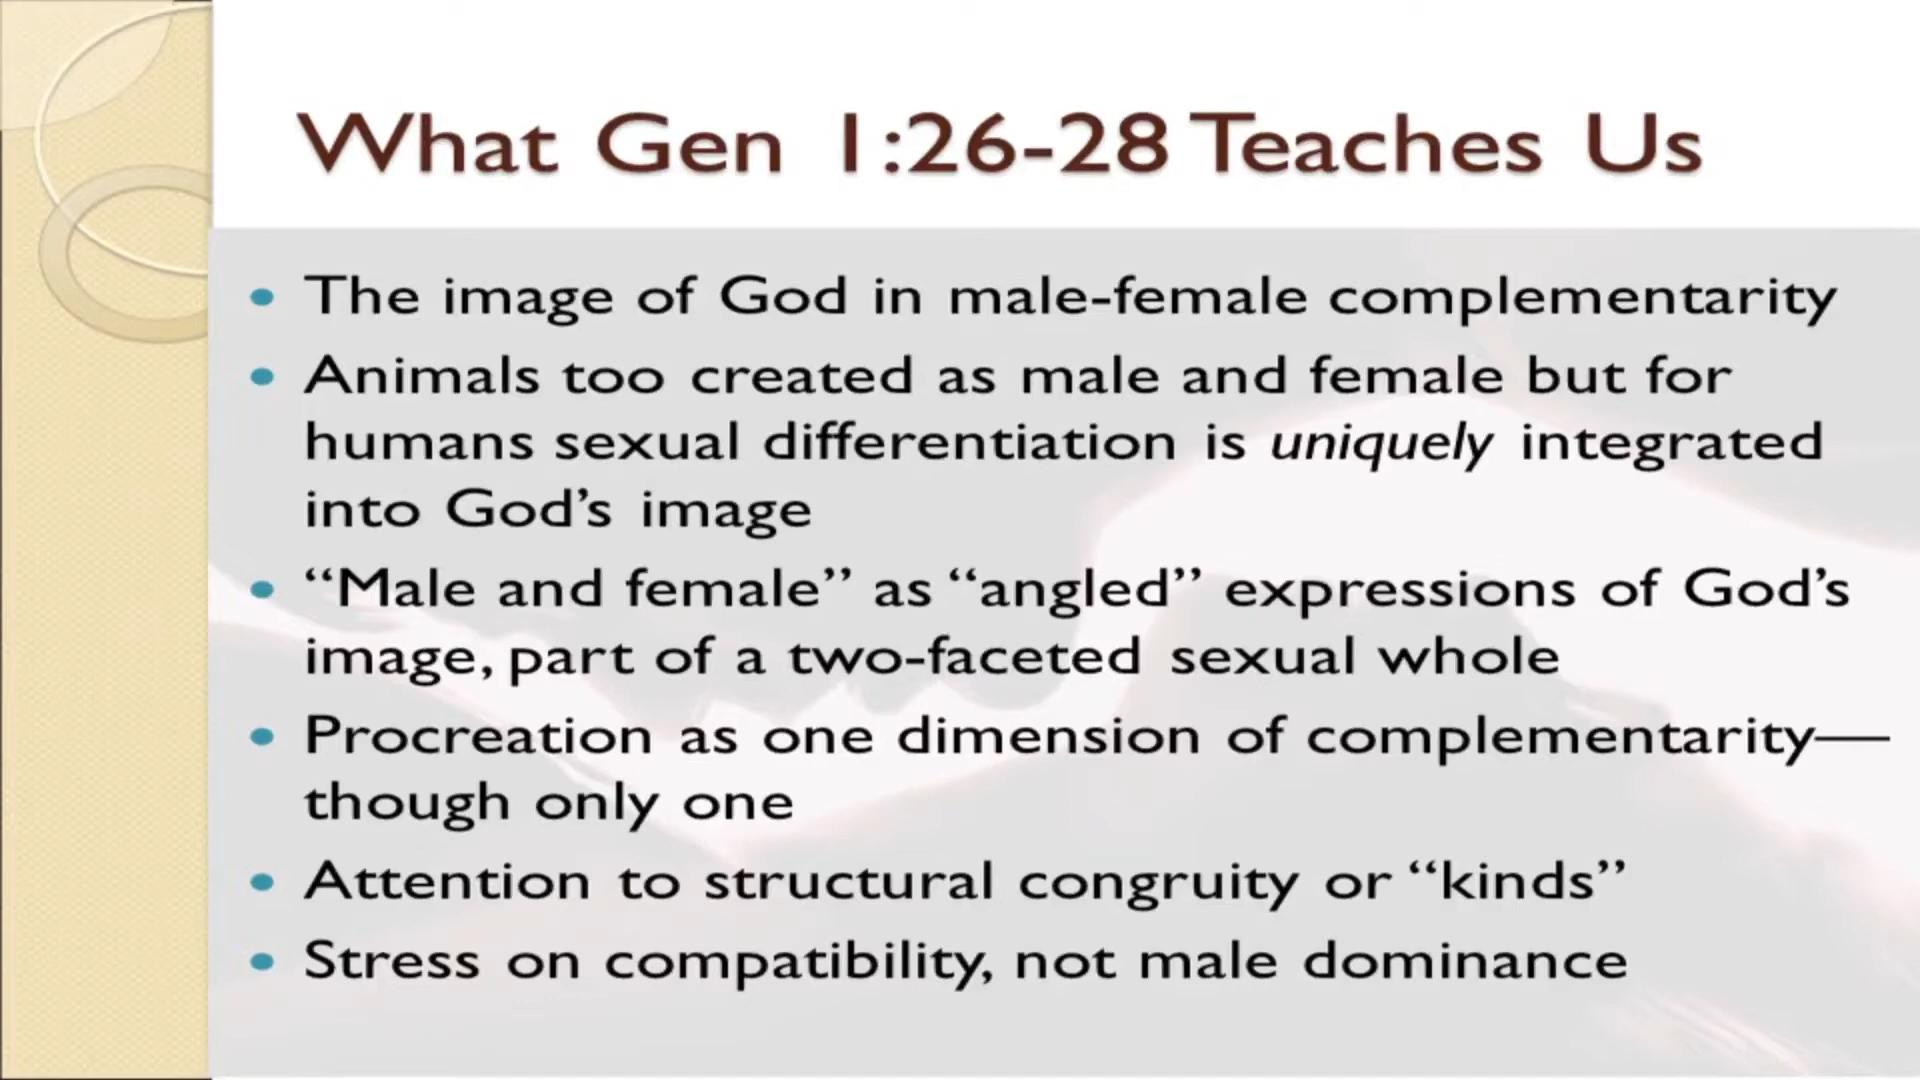 What Gen 1:26-28 Teaches Us
• The image of God in male-female complementarity
• Animals too created as male and female but for
humans sexual differentiation is uniquely integrated
into God’s image
• “Male and female” as “angled” expressions of God’s
image, part of a two-faceted sexual whole
• Procreation as one dimension of complementarity—
though only one
• Attention to structural congruity or “kinds”
• Stress on compatibility, not male dominance